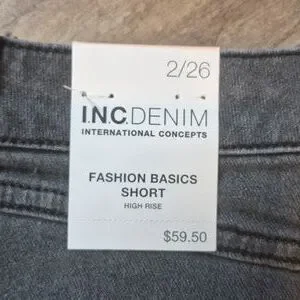 2/26
I.N.C.DENIM
INTERNATIONAL CONCEPTS
FASHION BASICS
SHORT
HIGH RISE
$59.50